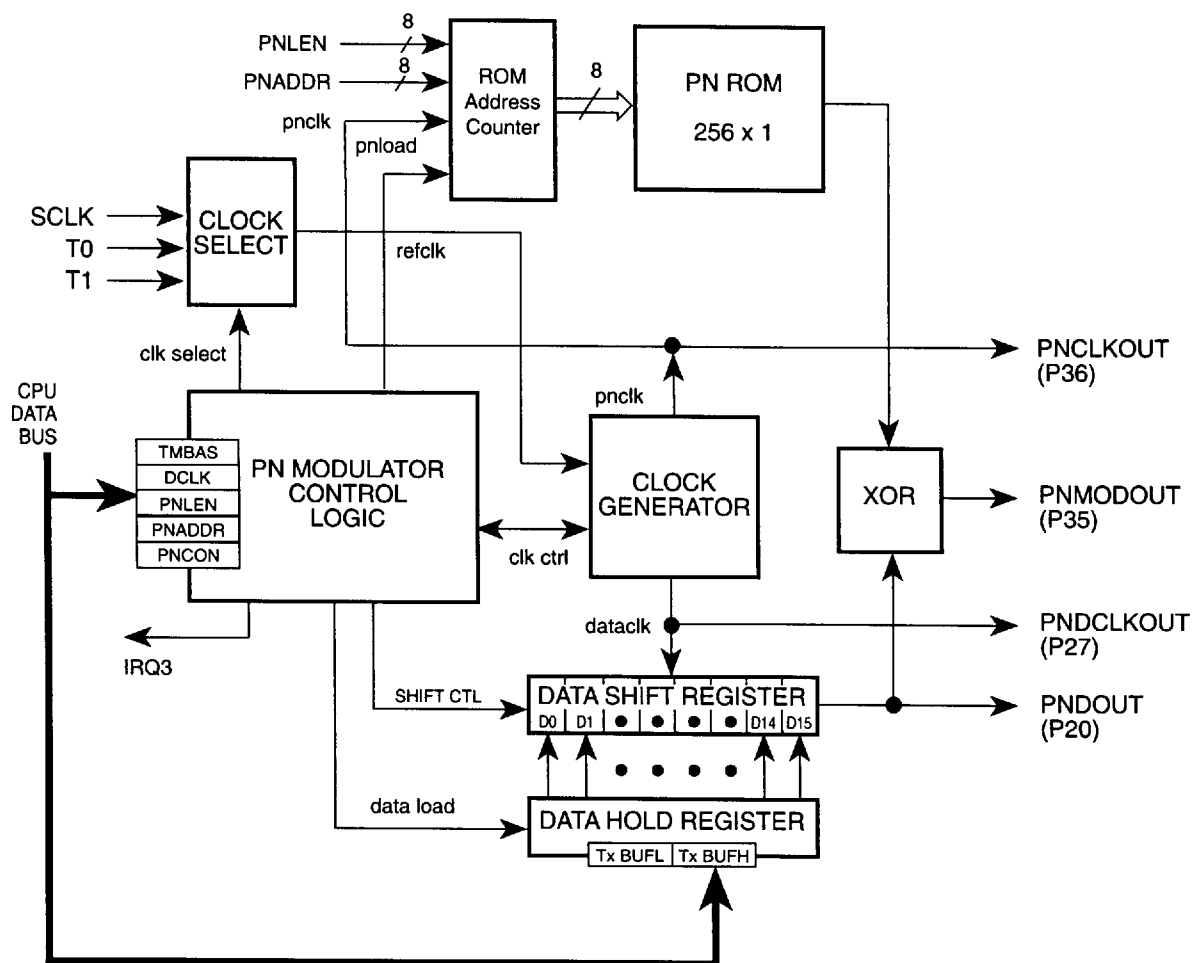 8
PNLEN
8
PNADDR
pnclk
pnload
ROM
Address
Counter
8
PN ROM
256 x 1
SCLK
T0
T1
CLOCK
SELECT
refclk
clk select
PNCLKOUT
(P36)
pnclk
CPU
DATA
BUS
TMBAS
DCLK
PNLEN
PNADDR
PNCON
PN MODULATOR
CONTROL
LOGIC
clk ctrl
CLOCK
GENERATOR
XOR
PNMODOUT
(P35)
IRQ3
dataclk
PNDCLKOUT
(P27)
SHIFT CTL
DATA SHIFT REGISTER
D0 D1 D14 D15
PNDOUT
(P20)
data load
DATA HOLD REGISTER
Tx BUFL Tx BUFH